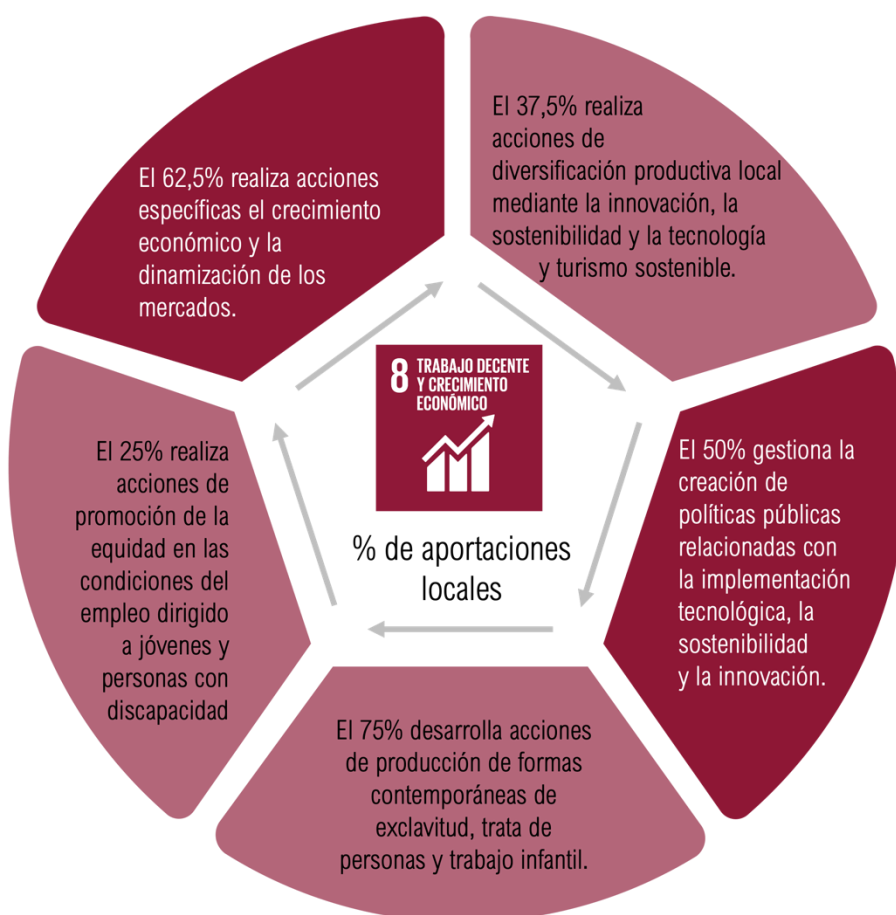 El 62,5% realiza acciones
específicas el crecimiento
económico y la
dinamización de los
mercados.
El 37,5% realiza
acciones de
diversificación productiva local
mediante la innovación, la
sostenibilidad y la tecnología
y turismo sostenible.
El 50% gestiona la
creación de
políticas públicas
relacionadas con
la implementación
tecnológica, la
sostenibilidad
y la innovación.
El 75% desarrolla acciones
de producción de formas
contemporáneas de
exclavitud, trata de
personas y trabajo infantil.
El 25% realiza
acciones de
promoción de la
equidad en las
condiciones del
empleo dirigido
a jóvenes y
personas con
discapacidad
8 TRABAJO DECENTE
Y CRECIMIENTO
ECONÓMICO
% de aportaciones
locales